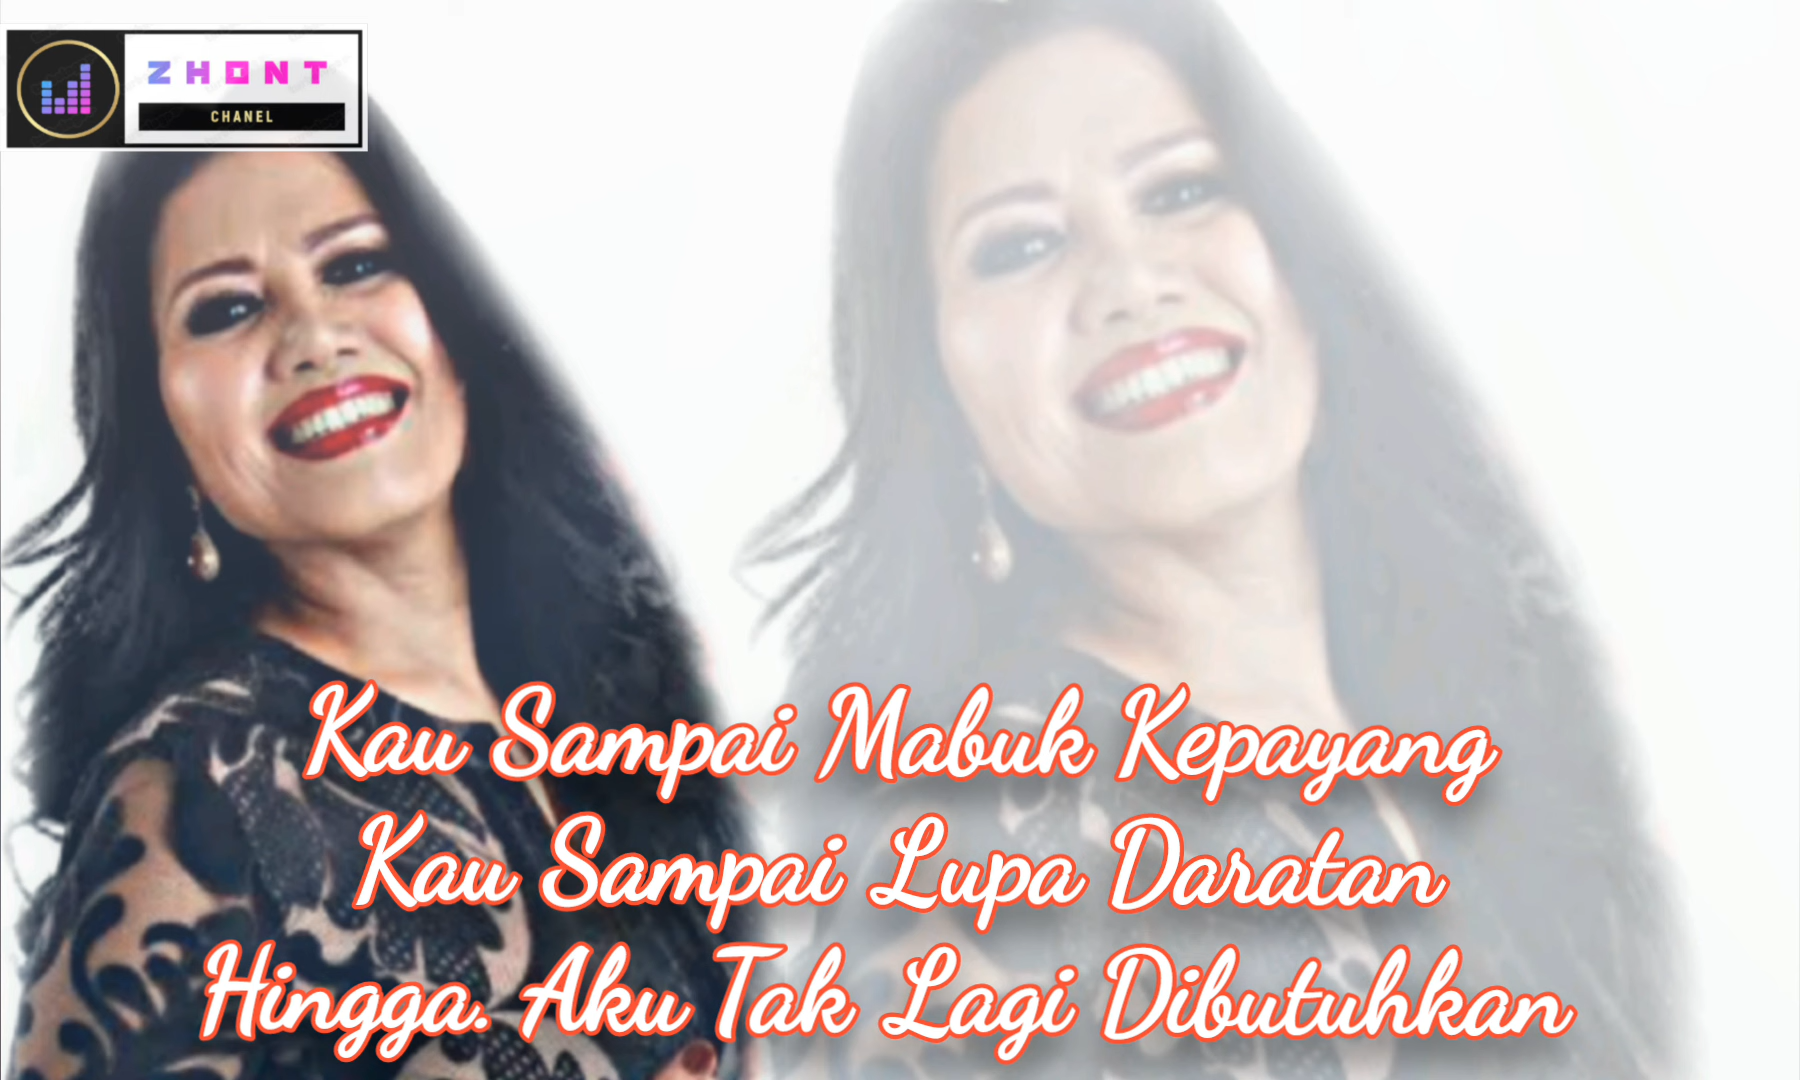 ZHONT
CHANEL
Kau Sampai Mabuk Kepayang
Kau Sampai Lupa Daratan
Hingga. Aku Tak Lagi Dibutuhkan